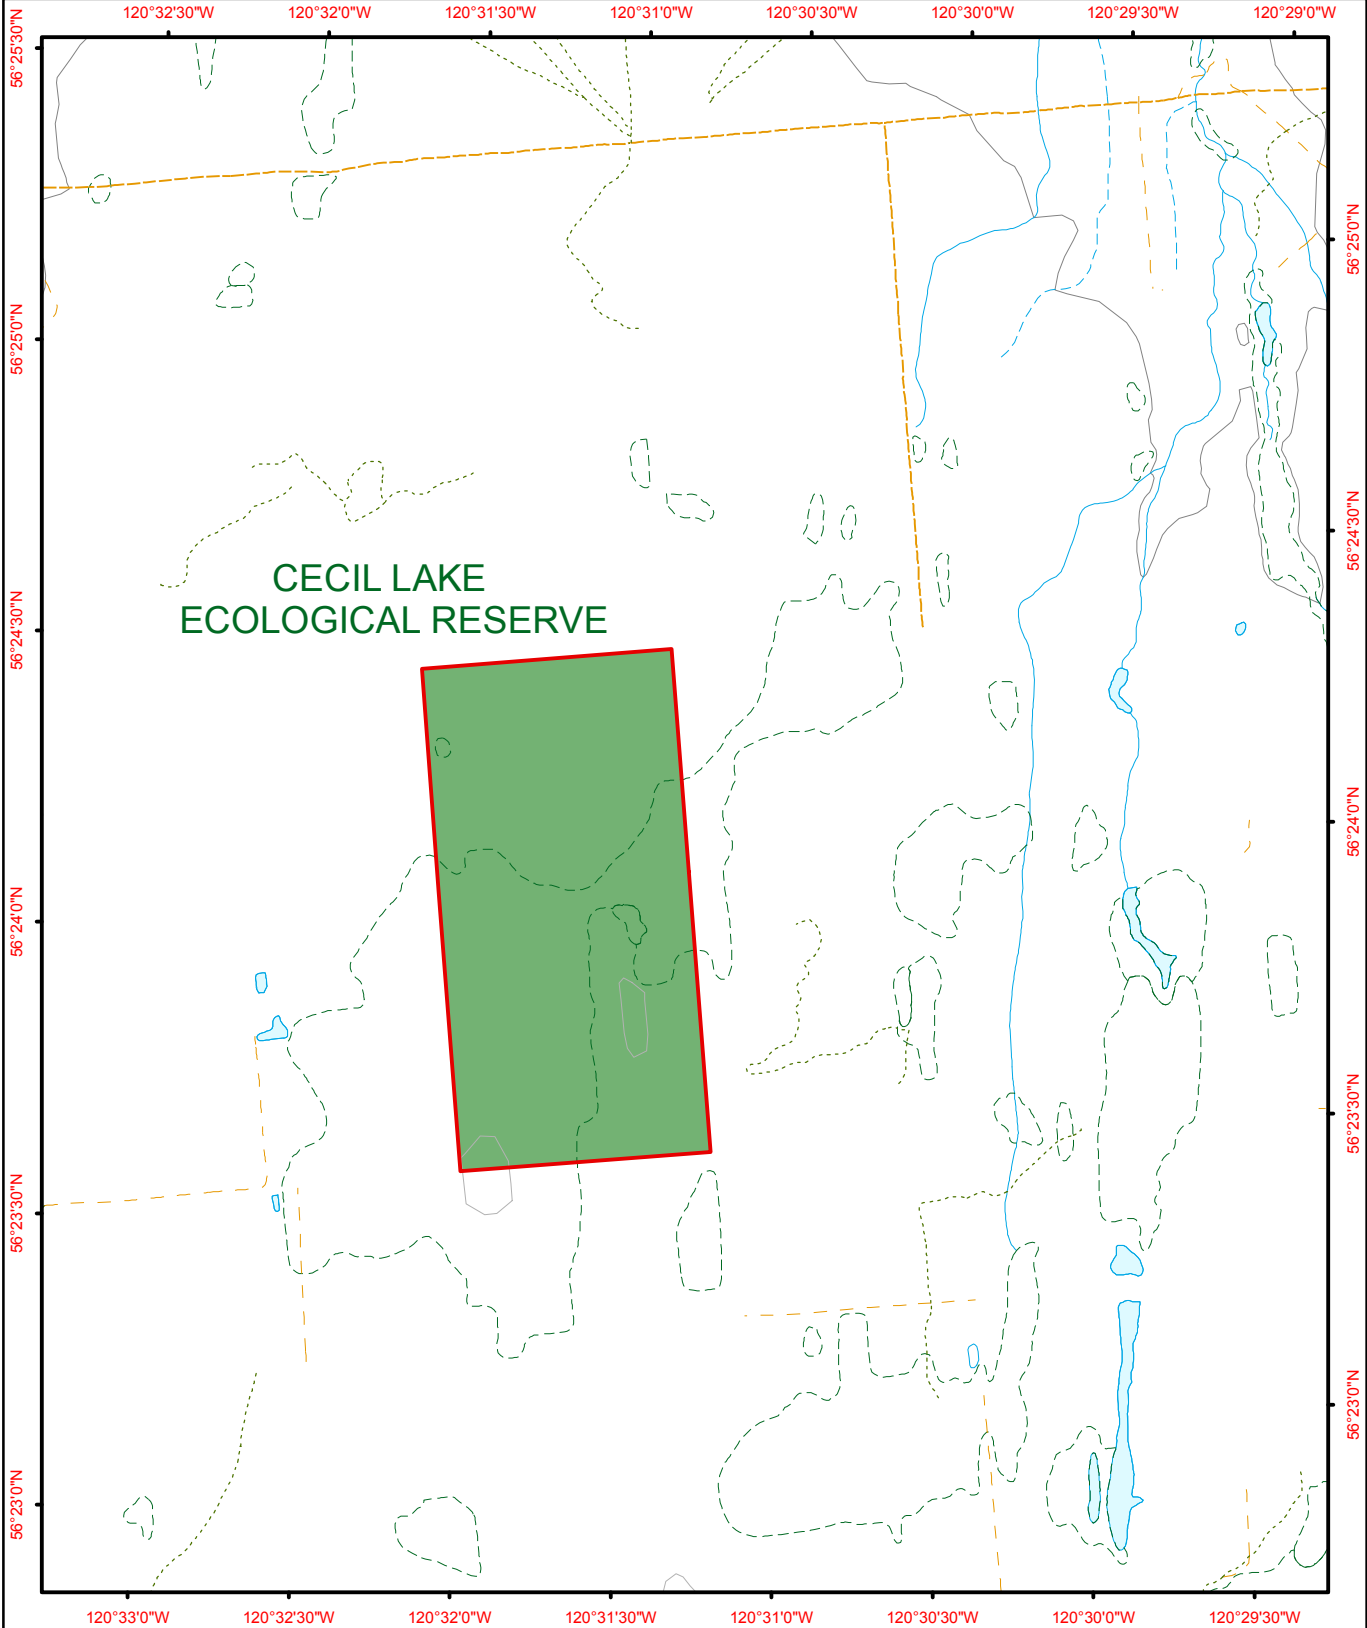 120°32'30"W 120°32'0"W 120°31'30"W 120°31'0"W 120°30'30"W 120°30'0"W 120°29'30"W 120°29'0"W
56°25'30"N
56°25'0"N
56°24'30"N
56°24'0"N
56°23'30"N
56°23'0"N
CECIL LAKE
ECOLOGICAL RESERVE
56°25'0"N
56°24'30"N
56°24'0"N
56°23'30"N
56°23'0"N
120°33'0"W 120°32'30"W 120°32'0"W 120°31'30"W 120°31'0"W 120°30'30"W 120°30'0"W 120°29'30"W